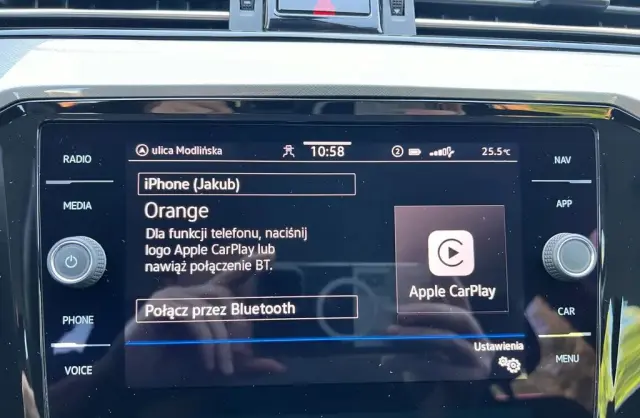 RADIO
MEDIA
PHONE
VOICE
ulica Modlińska
10:58
2
25.5°C
iPhone (Jakub)
Orange
Dla funkcji telefonu, naciśnij
logo Apple CarPlay lub
nawiąż połączenie BT.
Połącz przez Bluetooth
Apple CarPlay
Ustawienia
NAV
APP
CAR
MENU